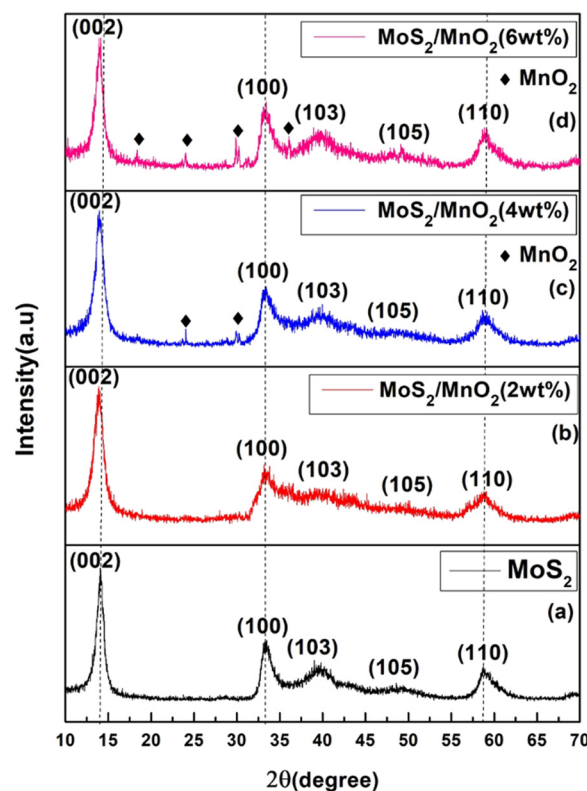 (002)
MoS₂/MnO₂(6wt%)
(100)
(103)
◆ MnO₂
(105)
(110)
(d)
(002)
MoS₂/MnO₂(4wt%)
◆ MnO₂
(100)
(103)
(105)
(110)
(c)
(002)
MoS₂/MnO₂(2wt%)
(100)
(103)
(105)
(110)
(b)
(002)
MoS₂
(100)
(103)
(105)
(110)
(a)
Intensity(a.u)
10 15 20 25 30 35 40 45 50 55 60 65 70
2θ(degree)